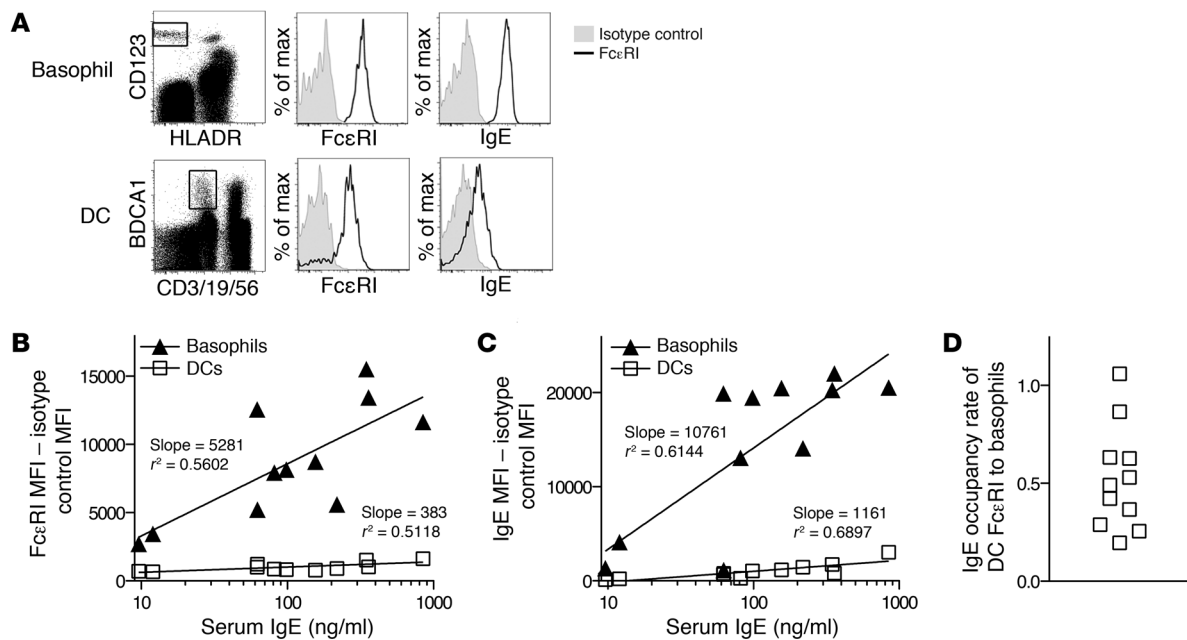 A
Basophil
CD123
HLADR
% of max
FcεRI
% of max
IgE
Isotype control
FcεRI
DC
BDCA1
CD3/19/56
% of max
FcεRI
% of max
IgE
B
Basophils
DCs
FcεRI MFI – isotype
control MFI
15000
10000
5000
0
Slope = 5281
r² = 0.5602
Slope = 383
r² = 0.5118
10
100
1000
Serum IgE (ng/ml)
C
Basophils
DCs
IgE MFI – isotype
control MFI
20000
10000
0
Slope = 10761
r² = 0.6144
Slope = 1161
r² = 0.6897
10
100
1000
Serum IgE (ng/ml)
D
IgE occupancy rate of
DC FcεRI to basophils
1.0
0.5
0.0